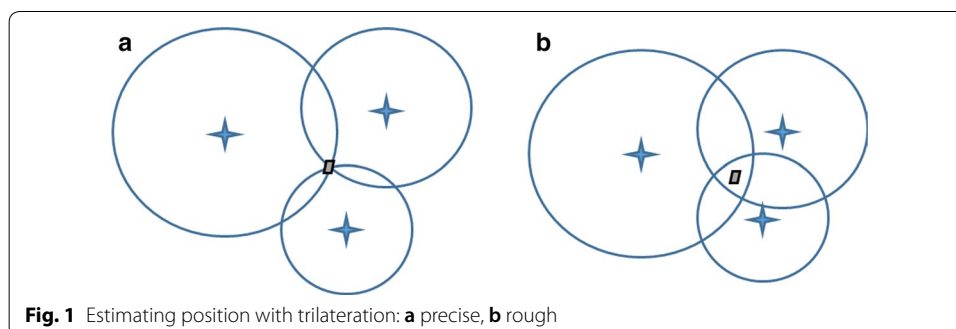 a
b
Fig. 1 Estimating position with trilateration: a precise, b rough